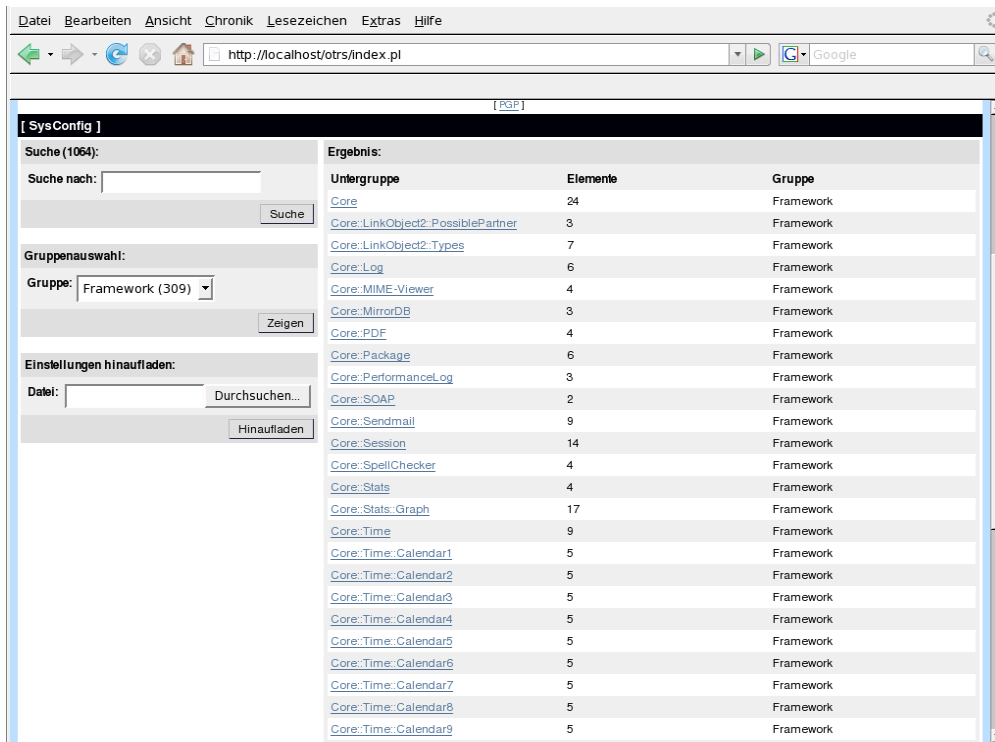 Datei Bearbeiten Ansicht Chronik Lesezeichen Extras Hilfe
http://localhost/otrs/index.pl
G Google
[ PGP ]
[ SysConfig ]
Suche (1064):
Suche nach:
Suche
Gruppenauswahl:
Gruppe: Framework (309)
Zeigen
Einstellungen hinaufladen:
Datei: Durchsuchen...
Hinaufladen
Ergebnis:
Untergruppe Elemente Gruppe
Core 24 Framework
Core::LinkObject2::PossiblePartner 3 Framework
Core::LinkObject2::Types 7 Framework
Core::Log 6 Framework
Core::MIME-Viewer 4 Framework
Core::MirrorDB 3 Framework
Core::PDF 4 Framework
Core::Package 6 Framework
Core::PerformanceLog 3 Framework
Core::SOAP 2 Framework
Core::Sendmail 9 Framework
Core::Session 14 Framework
Core::SpellChecker 4 Framework
Core::Stats 4 Framework
Core::Stats::Graph 17 Framework
Core::Time 9 Framework
Core::Time::Calendar1 5 Framework
Core::Time::Calendar2 5 Framework
Core::Time::Calendar3 5 Framework
Core::Time::Calendar4 5 Framework
Core::Time::Calendar5 5 Framework
Core::Time::Calendar6 5 Framework
Core::Time::Calendar7 5 Framework
Core::Time::Calendar8 5 Framework
Core::Time::Calendar9 5 Framework